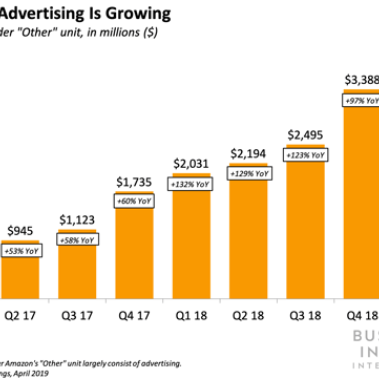 Advertising Is Growing
der "Other" unit, in millions ($)
$3,388
+97% YoY
$2,495
+123% YoY
$2,194
+129% YoY
$2,031
+132% YoY
$1,735
+60% YoY
$1,123
+58% YoY
$945
+53% YoY
Q2 17 Q3 17 Q4 17 Q1 18 Q2 18 Q3 18 Q4 18
BUS
IN
INTE
er Amazon's "Other" unit largely consist of advertising.
ngs, April 2019